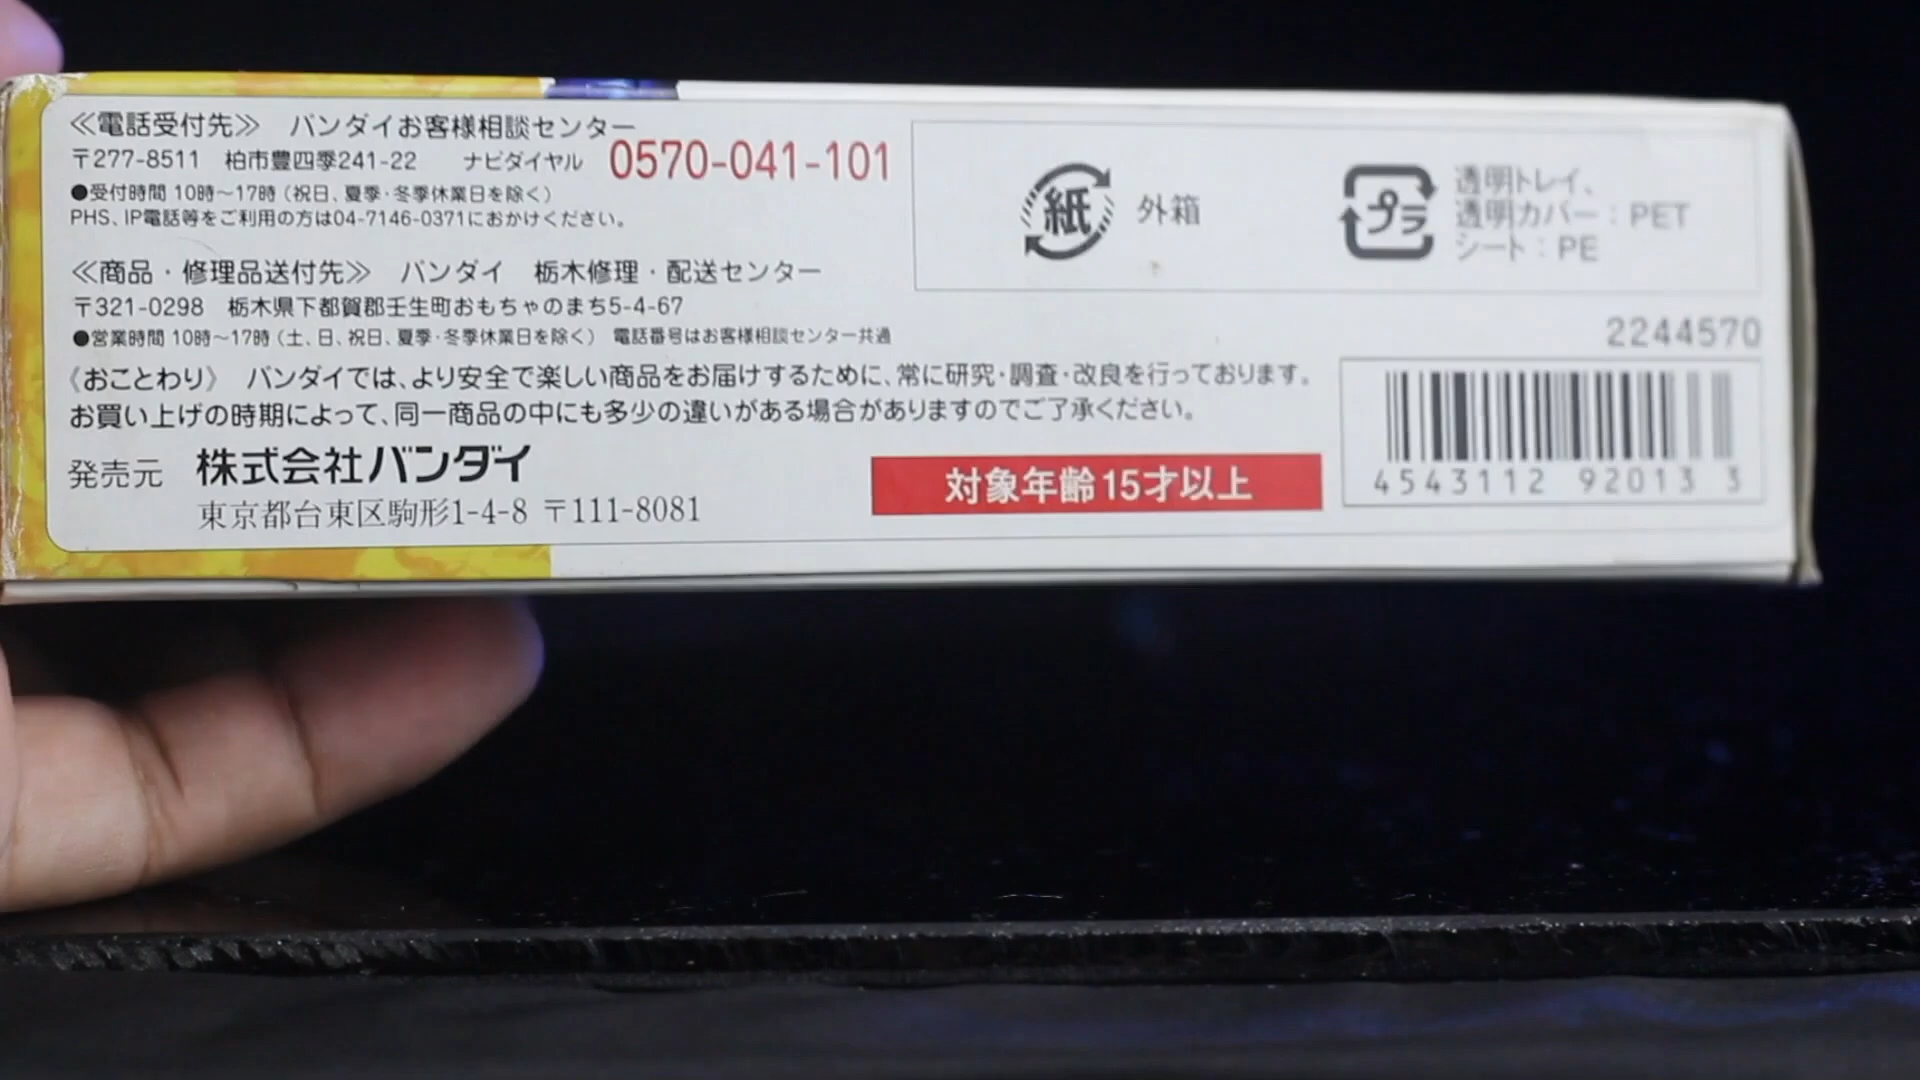 ≪電話受付先≫ バンダイお客様相談センター
〒277-8511 柏市豊四季241-22 ナビダイヤル 0570-041-101
●受付時間 10時～17時（祝日、夏季・冬季休業日を除く）
PHS、IP電話等をご利用の方は04-7146-0371におかけください。
≪商品・修理品送付先≫ バンダイ 栃木修理・配送センター
〒321-0298 栃木県下都賀郡壬生町おもちゃのまち5-4-67
●営業時間 10時～17時（土、日、祝日、夏季・冬季休業日を除く） 電話番号はお客様相談センター共通
《おことわり》 バンダイでは、より安全で楽しい商品をお届けするために、常に研究・調査・改良を行っております。
お買い上げの時期によって、同一商品の中にも多少の違いがある場合がありますのでご了承ください。
発売元 株式会社バンダイ
東京都台東区駒形1-4-8 〒111-8081
対象年齢15才以上
紙 外箱
プラ 透明トレイ、
透明カバー：PET
シート：PE
2244570
4543112 92013 3